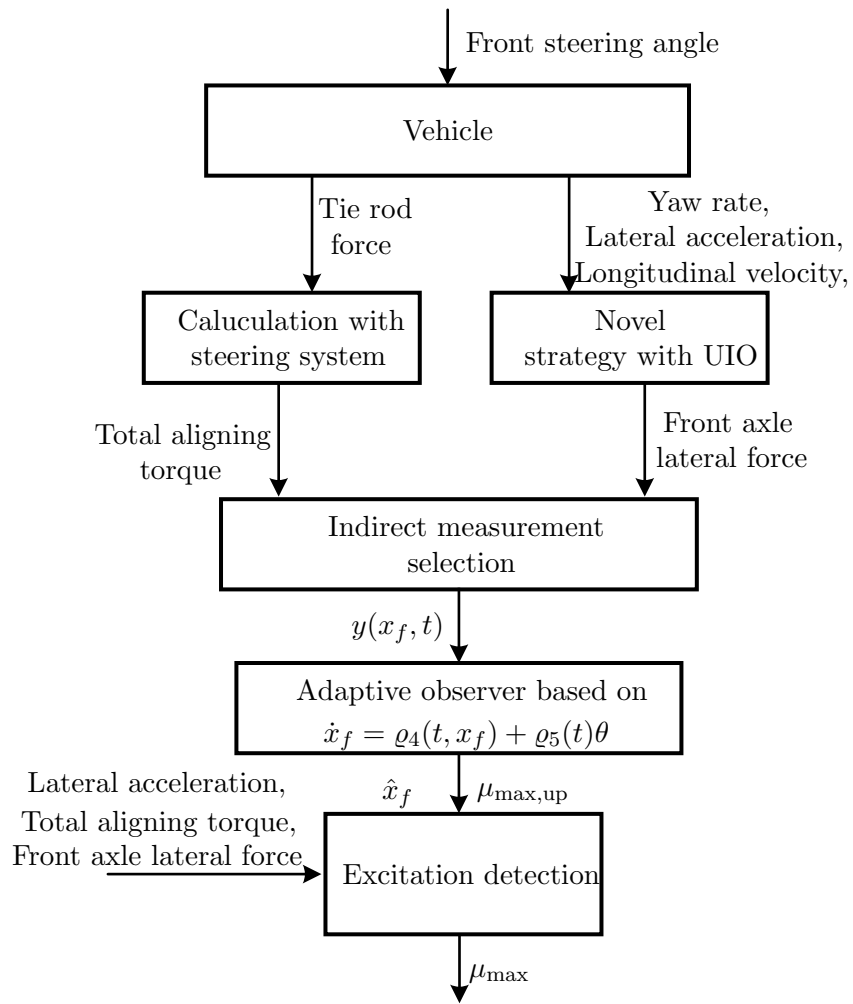 Front steering angle
Vehicle
Tie rod
force
Yaw rate,
Lateral acceleration,
Longitudinal velocity,
Caluculation with
steering system
Novel
strategy with UIO
Total aligning
torque
Front axle
lateral force
Indirect measurement
selection
y(x_f, t)
Adaptive observer based on
ẋ_f = ϱ_4(t, x_f) + ϱ_5(t)θ
x̂_f
μ_max,up
Lateral acceleration,
Total aligning torque,
Front axle lateral force
Excitation detection
μ_max